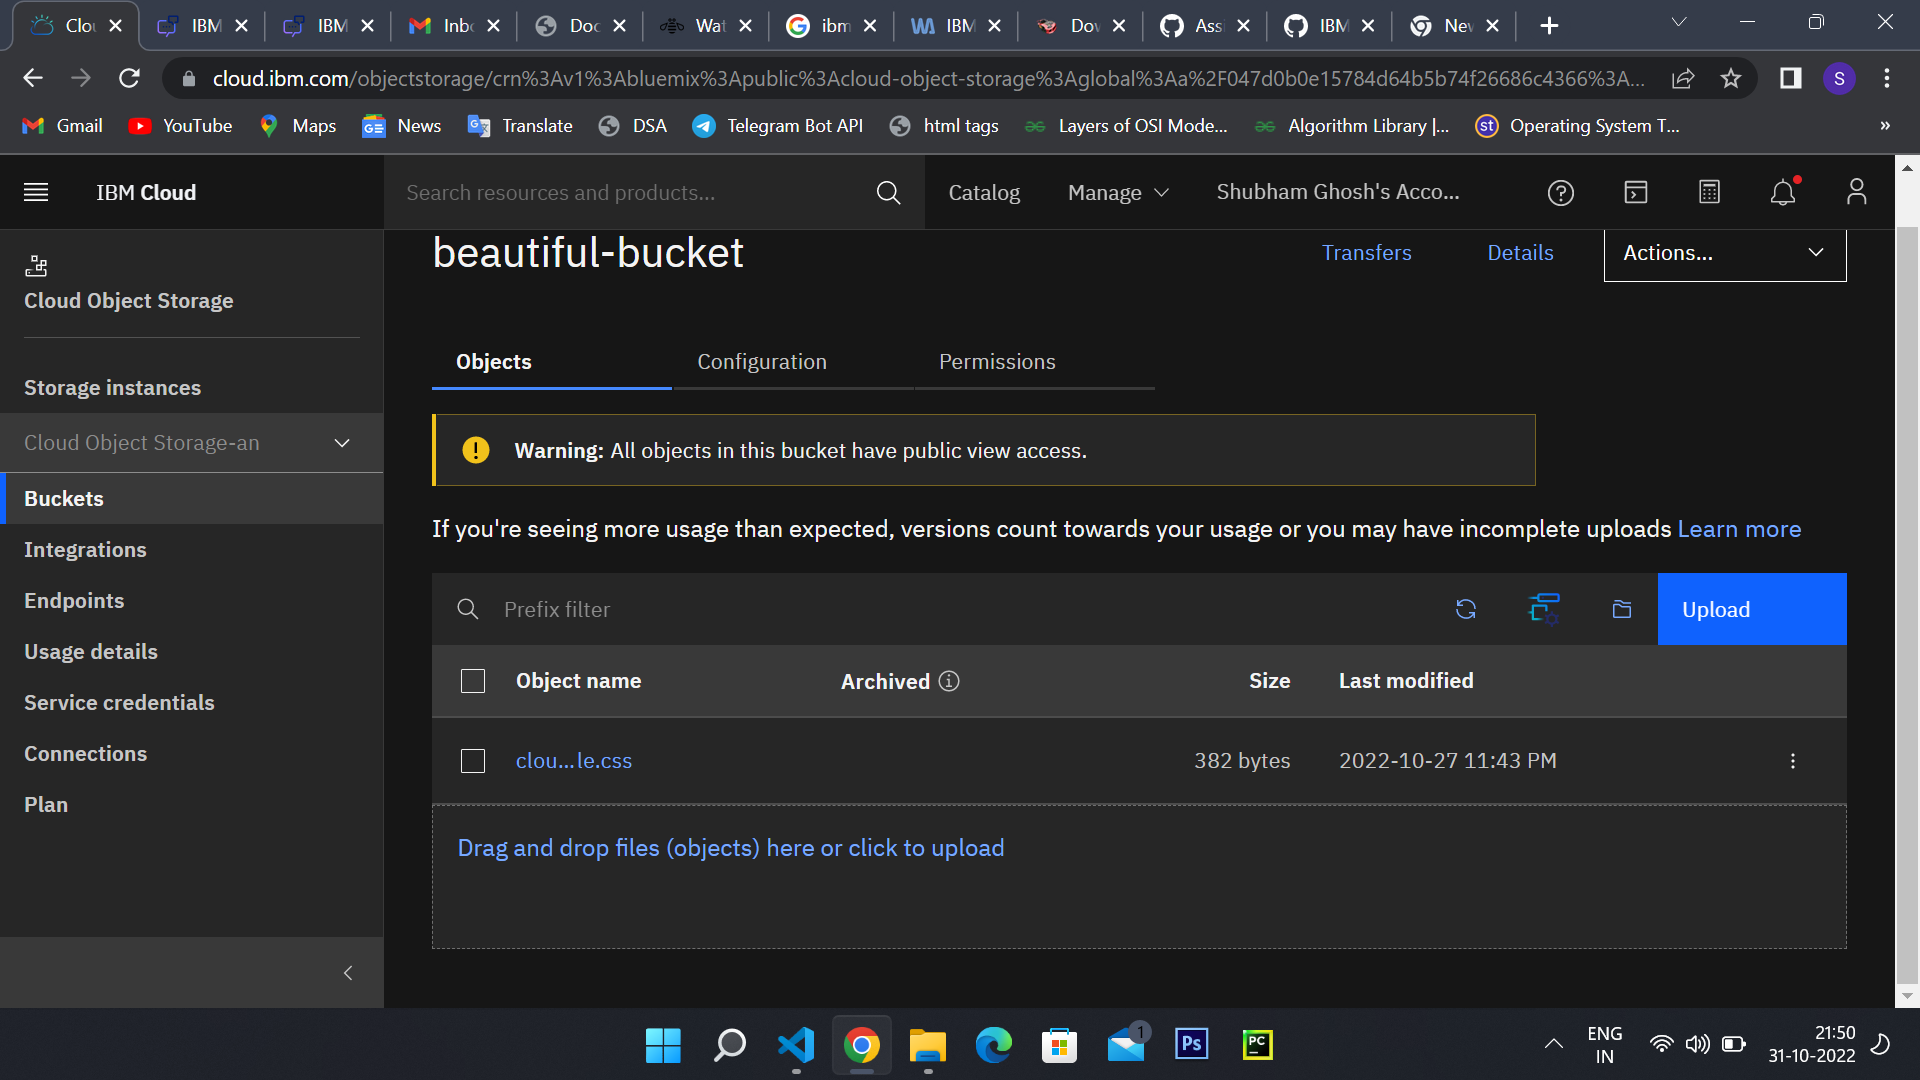 Clou
IBM
IBM
Inbo
Doc
Wat
ibm
IBM
Dow
Assi
IBM
New
cloud.ibm.com/objectstorage/crn%3Av1%3Abluemix%3Apublic%3Acloud-object-storage%3Aglobal%3Aa%2F047d0b0e15784d64b5b74f26686c4366%3A...
S
Gmail
YouTube
Maps
News
Translate
DSA
Telegram Bot API
html tags
Layers of OSI Mode...
Algorithm Library |...
st
Operating System T...
»
IBM Cloud
Search resources and products...
Catalog
Manage
Shubham Ghosh's Acco...
Cloud Object Storage
Storage instances
Cloud Object Storage-an
Buckets
Integrations
Endpoints
Usage details
Service credentials
Connections
Plan
beautiful-bucket
Transfers
Details
Actions...
Objects
Configuration
Permissions
Warning: All objects in this bucket have public view access.
If you're seeing more usage than expected, versions count towards your usage or you may have incomplete uploads Learn more
Prefix filter
Upload
Object name
Archived
Size
Last modified
clou...le.css
382 bytes
2022-10-27 11:43 PM
Drag and drop files (objects) here or click to upload
1
Ps
PC
ENG
IN
21:50
31-10-2022